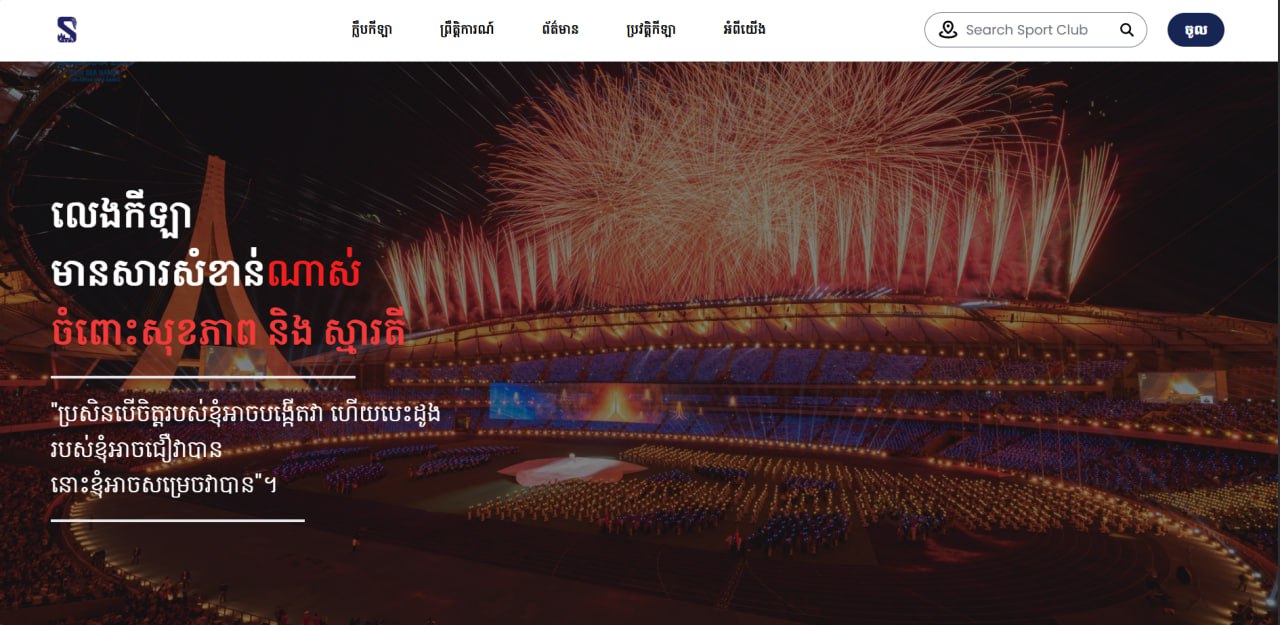 ក្លឹបកីឡា
ព្រឹត្តិការណ៍
ព័ត៌មាន
ប្រវត្តិកីឡា
អំពីយើង
Search Sport Club
ចូល
លេងកីឡា
មានសារសំខាន់ណាស់
ចំពោះសុខភាព និង ស្មារតី
"ប្រសិនបើចិត្តរបស់ខ្ញុំអាចបង្កើតវា ហើយបេះដូង
របស់ខ្ញុំអាចជឿវាបាន
នោះខ្ញុំអាចសម្រេចវាបាន"។